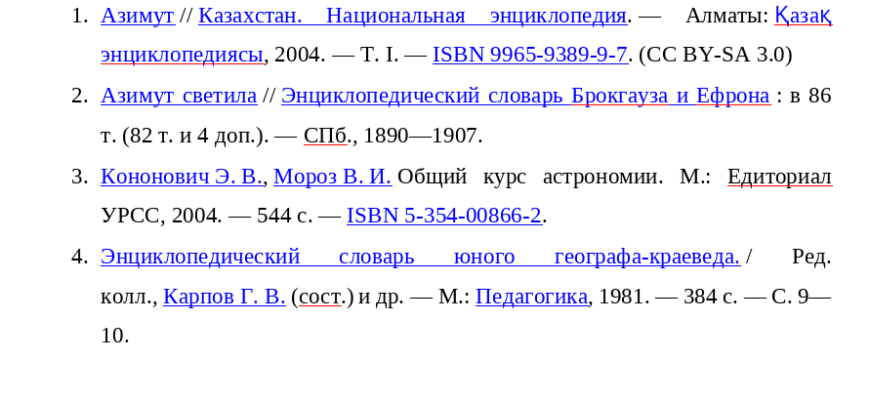 1. Азимут // Казахстан. Национальная энциклопедия. — Алматы: Қазақ
энциклопедиясы, 2004. — Т. I. — ISBN 9965-9389-9-7. (CC BY-SA 3.0)
2. Азимут светила // Энциклопедический словарь Брокгауза и Ефрона : в 86
т. (82 т. и 4 доп.). — СПб., 1890—1907.
3. Кононович Э. В., Мороз В. И. Общий курс астрономии. М.: Едиториал
УРСС, 2004. — 544 с. — ISBN 5-354-00866-2.
4. Энциклопедический словарь юного географа-краеведа. / Ред.
колл., Карпов Г. В. (сост.) и др. — М.: Педагогика, 1981. — 384 с. — С. 9—
10.